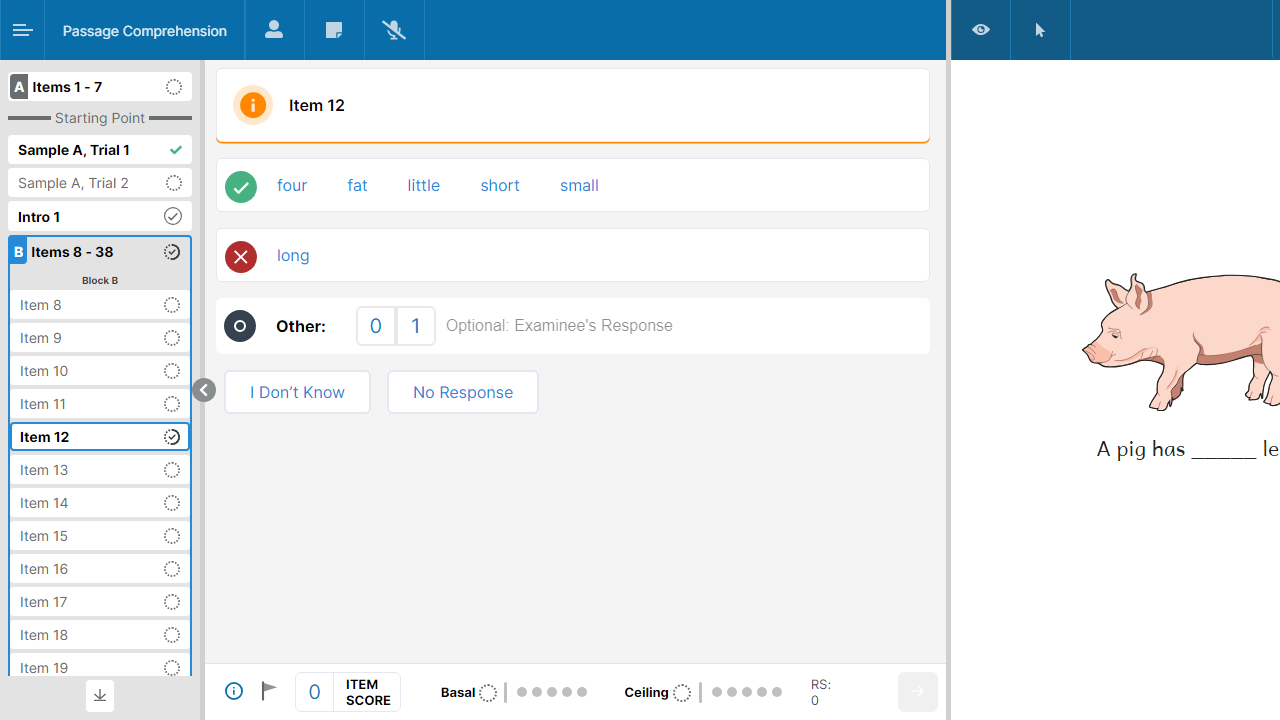 Passage Comprehension
A Items 1 - 7
Starting Point
Sample A, Trial 1
Sample A, Trial 2
Intro 1
B Items 8 - 38
Block B
Item 8
Item 9
Item 10
Item 11
Item 12
Item 13
Item 14
Item 15
Item 16
Item 17
Item 18
Item 19
Item 12
four fat little short small
long
Other: 0 1 Optional: Examinee's Response
I Don’t Know No Response
0 ITEM SCORE
Basal Ceiling
RS:
0
A pig has _____ le